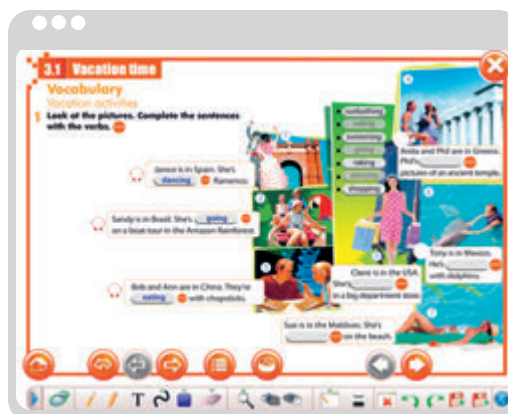 3.1 Vacation time
Vocabulary
Vacation activities
1 Look at the pictures. Complete the sentences
with the verbs.
Janice is in Spain. She's
dancing flamenco.
Sandy is in Brazil. She's going
on a boat tour in the Amazon Rainforest.
Bob and Ann are in China. They're
eating with chopsticks.
sunbathing
eating
swimming
going
taking
dancing
shopping
Anita and Phil are in Greece.
Phil's
pictures of an ancient temple.
Tony is in Mexico.
He's
with dolphins.
Clare is in the USA.
She's
in a big department store.
Sue is in the Maldives. She's
on the beach.
T